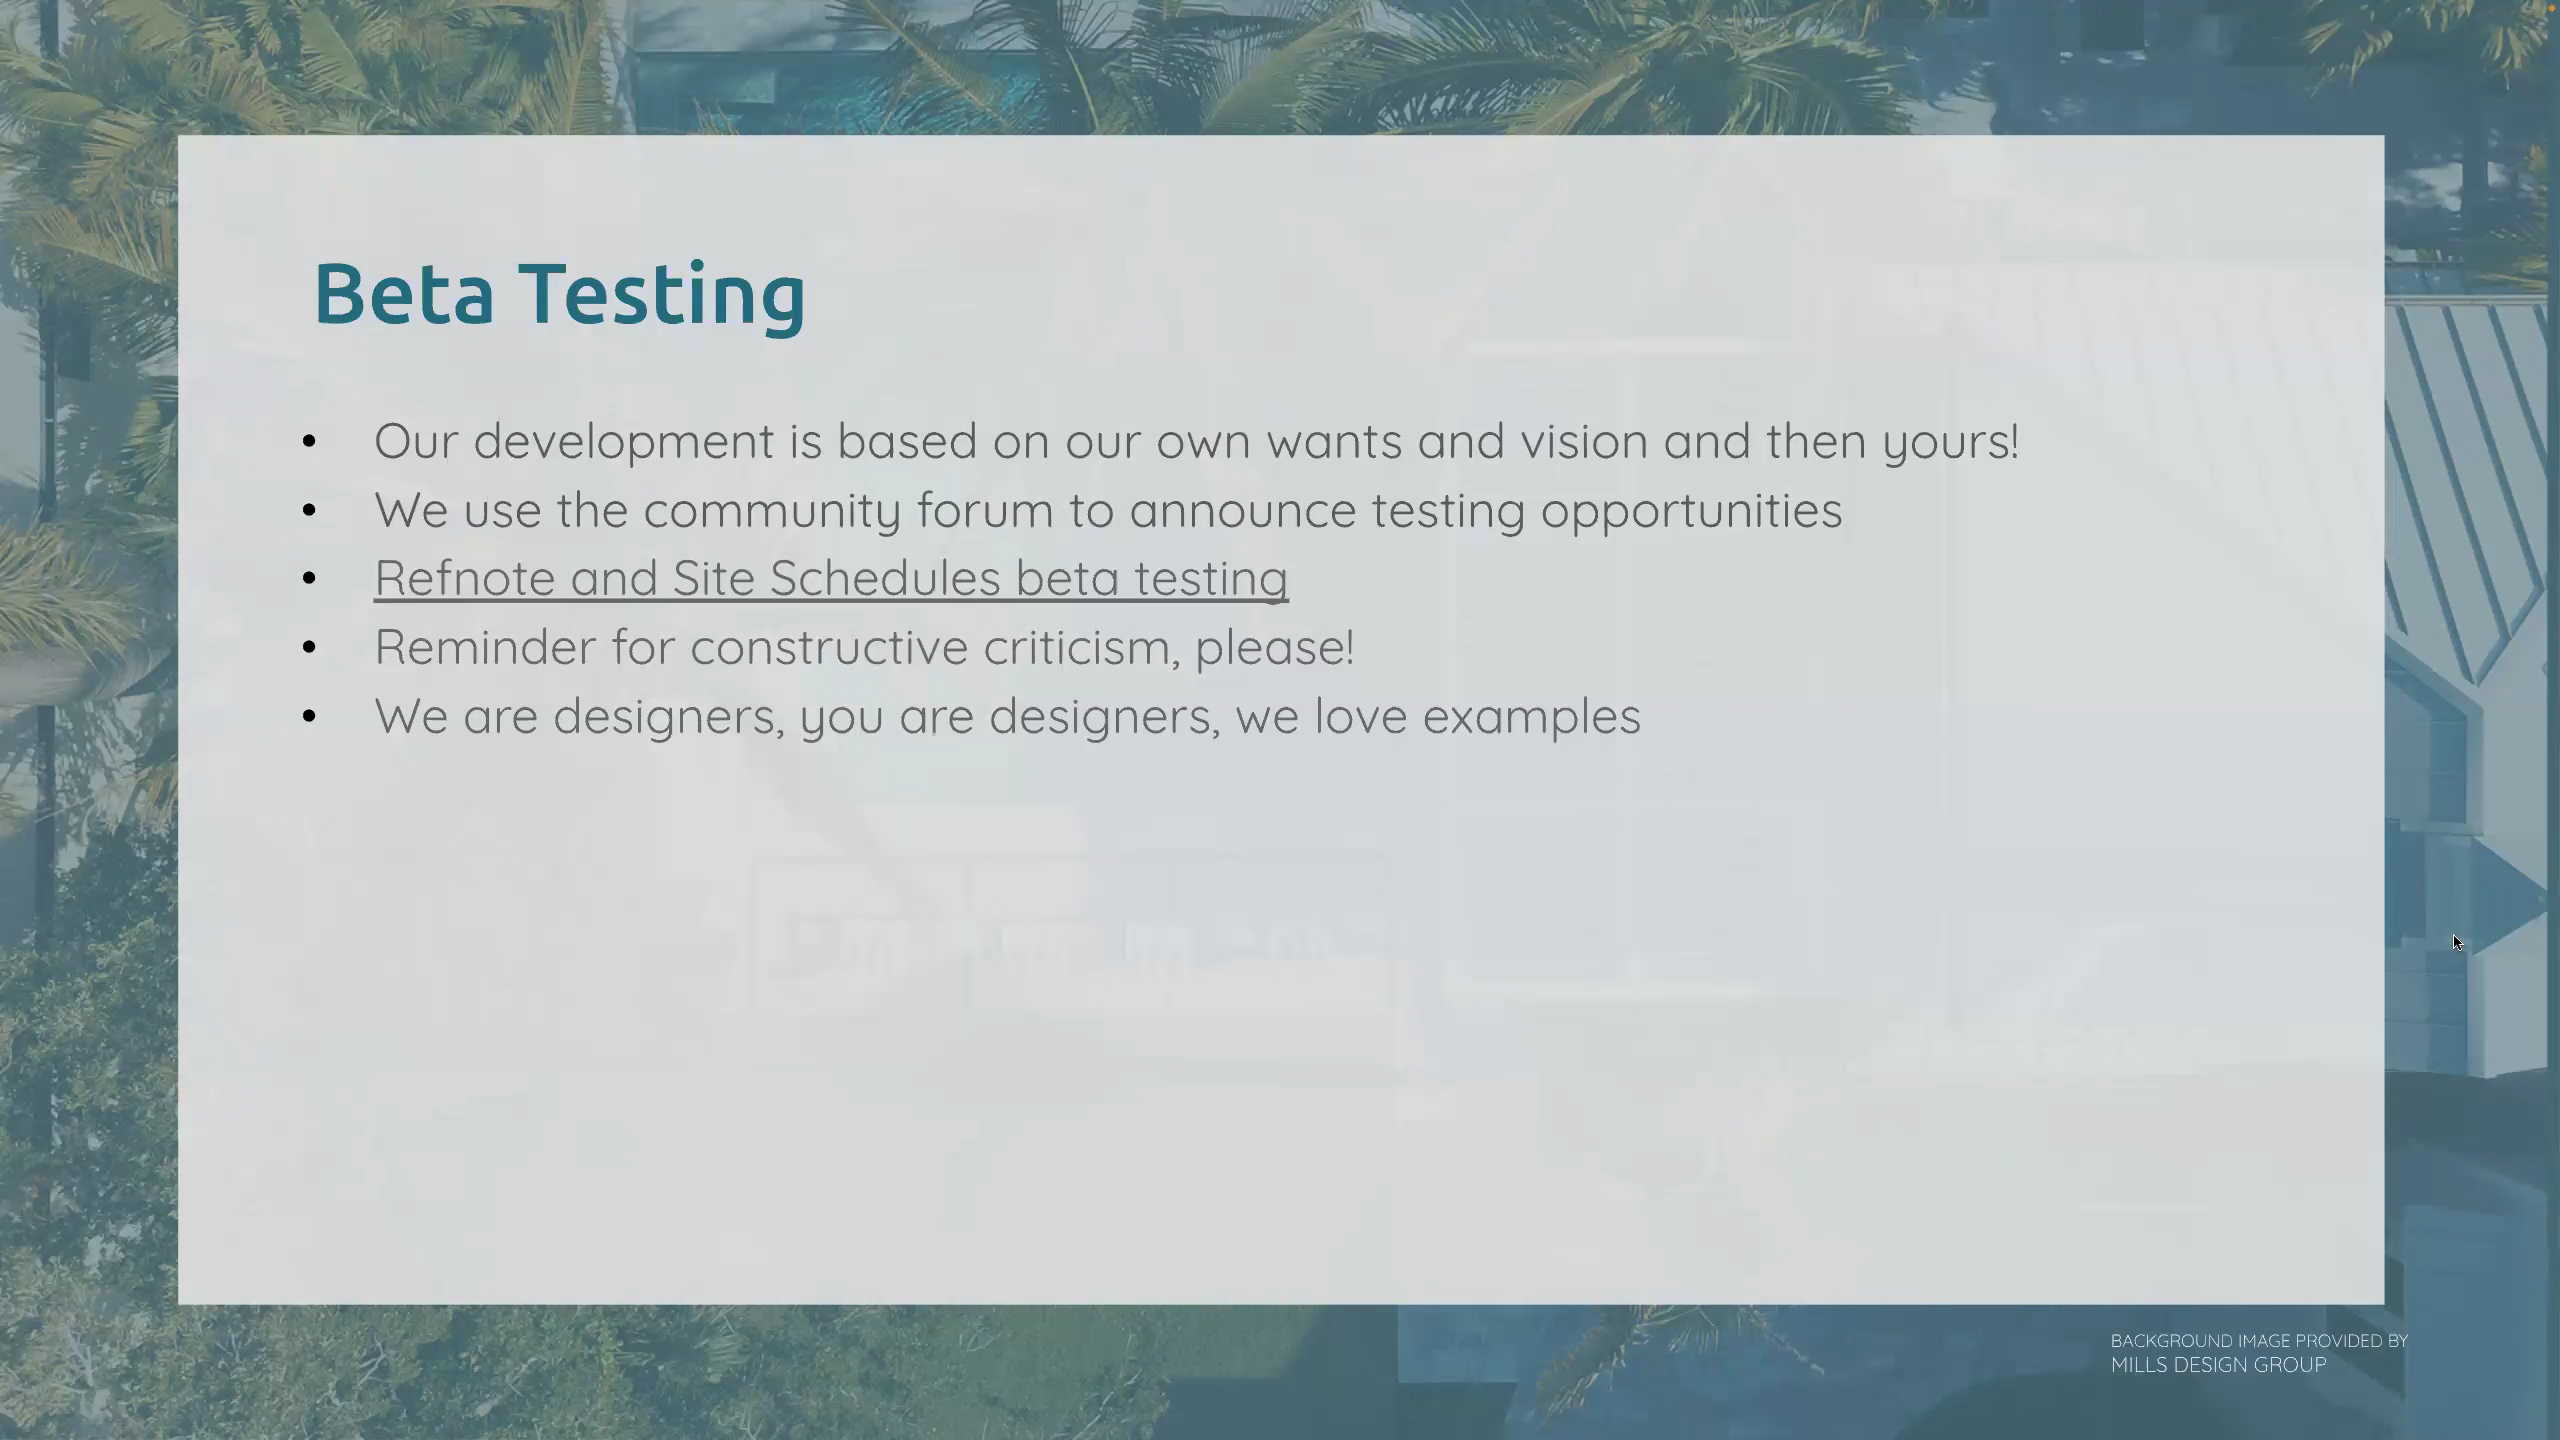 Beta Testing
• Our development is based on our own wants and vision and then yours!
• We use the community forum to announce testing opportunities
• Refnote and Site Schedules beta testing
• Reminder for constructive criticism, please!
• We are designers, you are designers, we love examples
BACKGROUND IMAGE PROVIDED BY
MILLS DESIGN GROUP